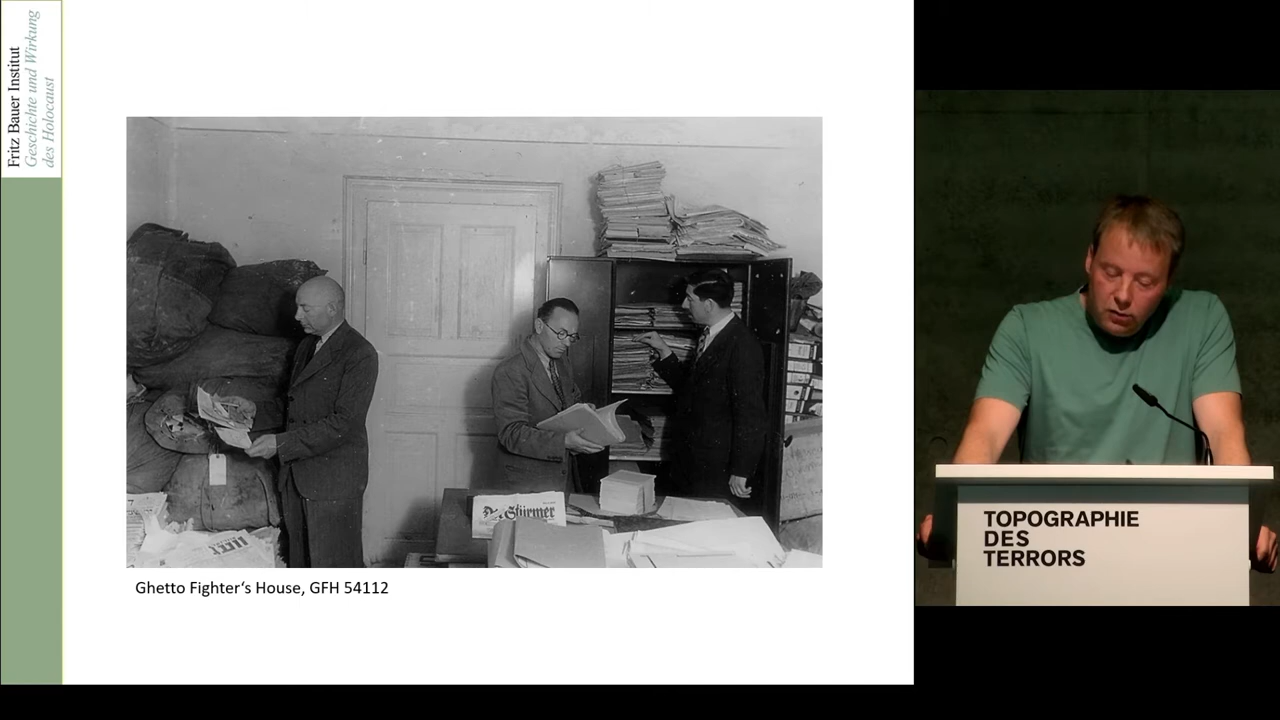 Fritz Bauer Institut
Geschichte und Wirkung
des Holocaust
Der Stürmer
Ghetto Fighter‘s House, GFH 54112
TOPOGRAPHIE
DES
TERRORS